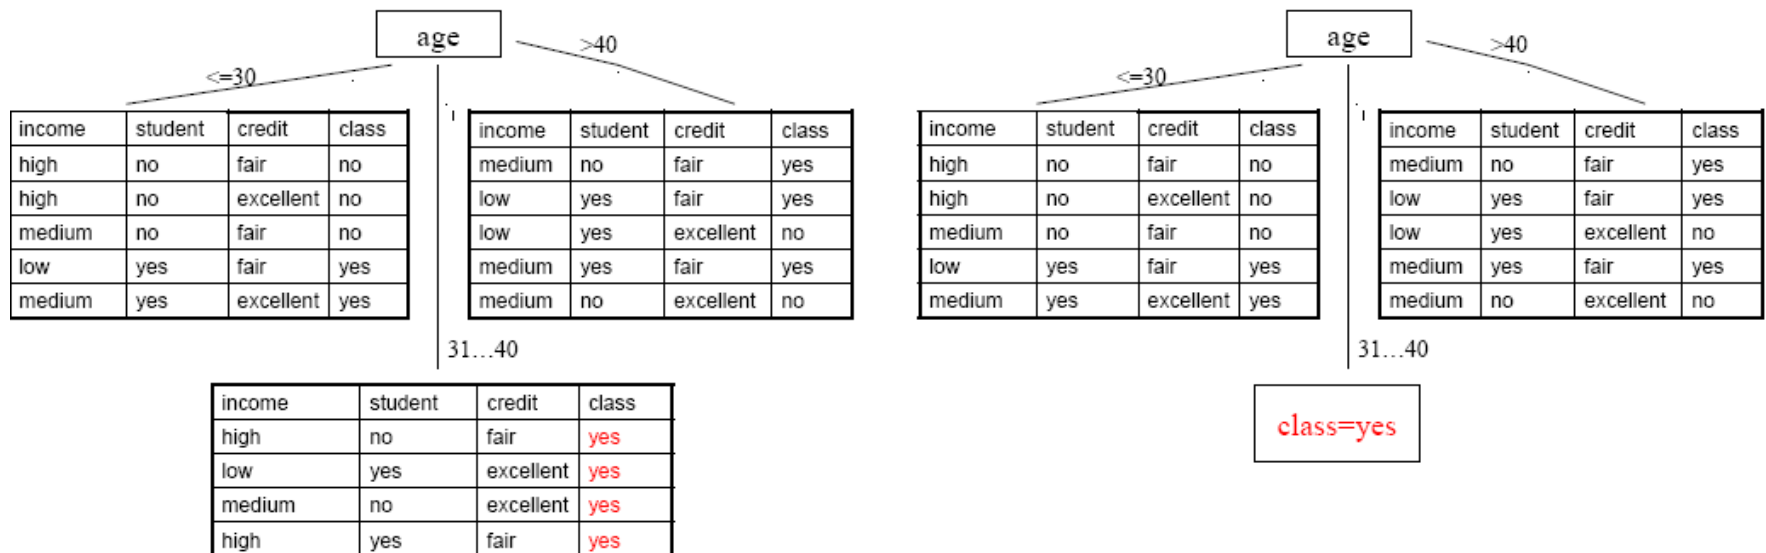 age
>40
<=30
income student credit class
high no fair no
high no excellent no
medium no fair no
low yes fair yes
medium yes excellent yes
income student credit class
medium no fair yes
low yes fair yes
low yes excellent no
medium yes fair yes
medium no excellent no
31...40
income student credit class
high no fair yes
low yes excellent yes
medium no excellent yes
high yes fair yes
age
>40
<=30
income student credit class
high no fair no
high no excellent no
medium no fair no
low yes fair yes
medium yes excellent yes
income student credit class
medium no fair yes
low yes fair yes
low yes excellent no
medium yes fair yes
medium no excellent no
31...40
class=yes